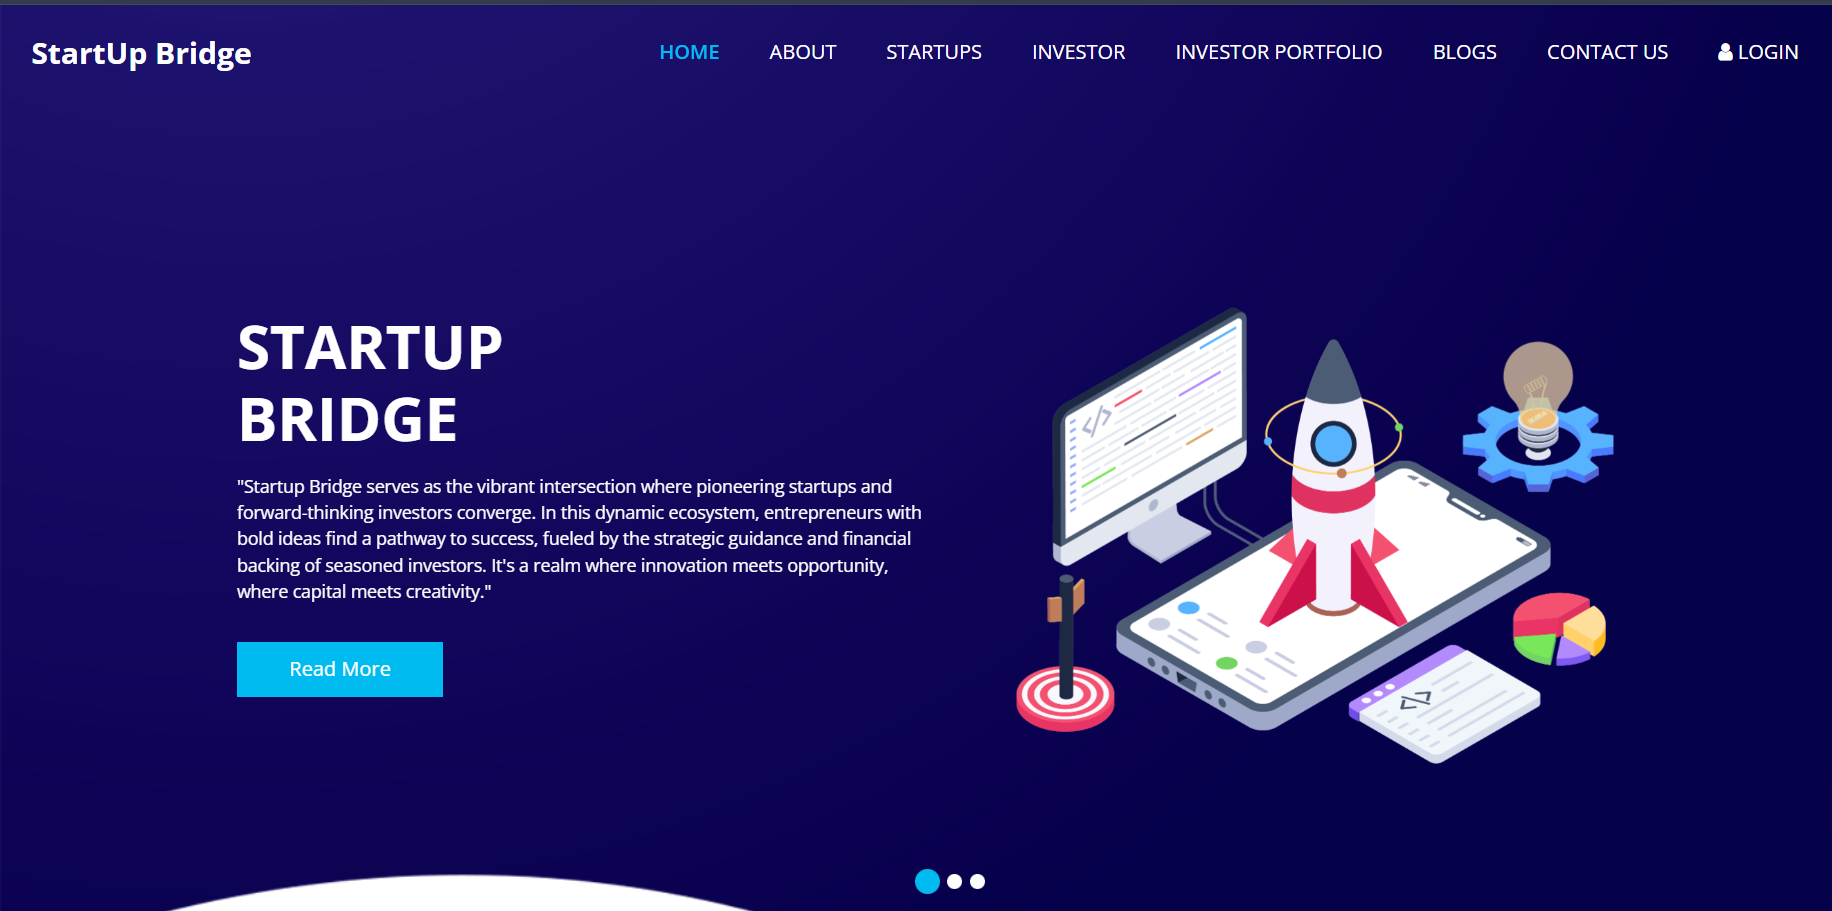 StartUp Bridge
HOME ABOUT STARTUPS INVESTOR INVESTOR PORTFOLIO BLOGS CONTACT US LOGIN
STARTUP
BRIDGE
"Startup Bridge serves as the vibrant intersection where pioneering startups and
forward-thinking investors converge. In this dynamic ecosystem, entrepreneurs with
bold ideas find a pathway to success, fueled by the strategic guidance and financial
backing of seasoned investors. It's a realm where innovation meets opportunity,
where capital meets creativity."
Read More